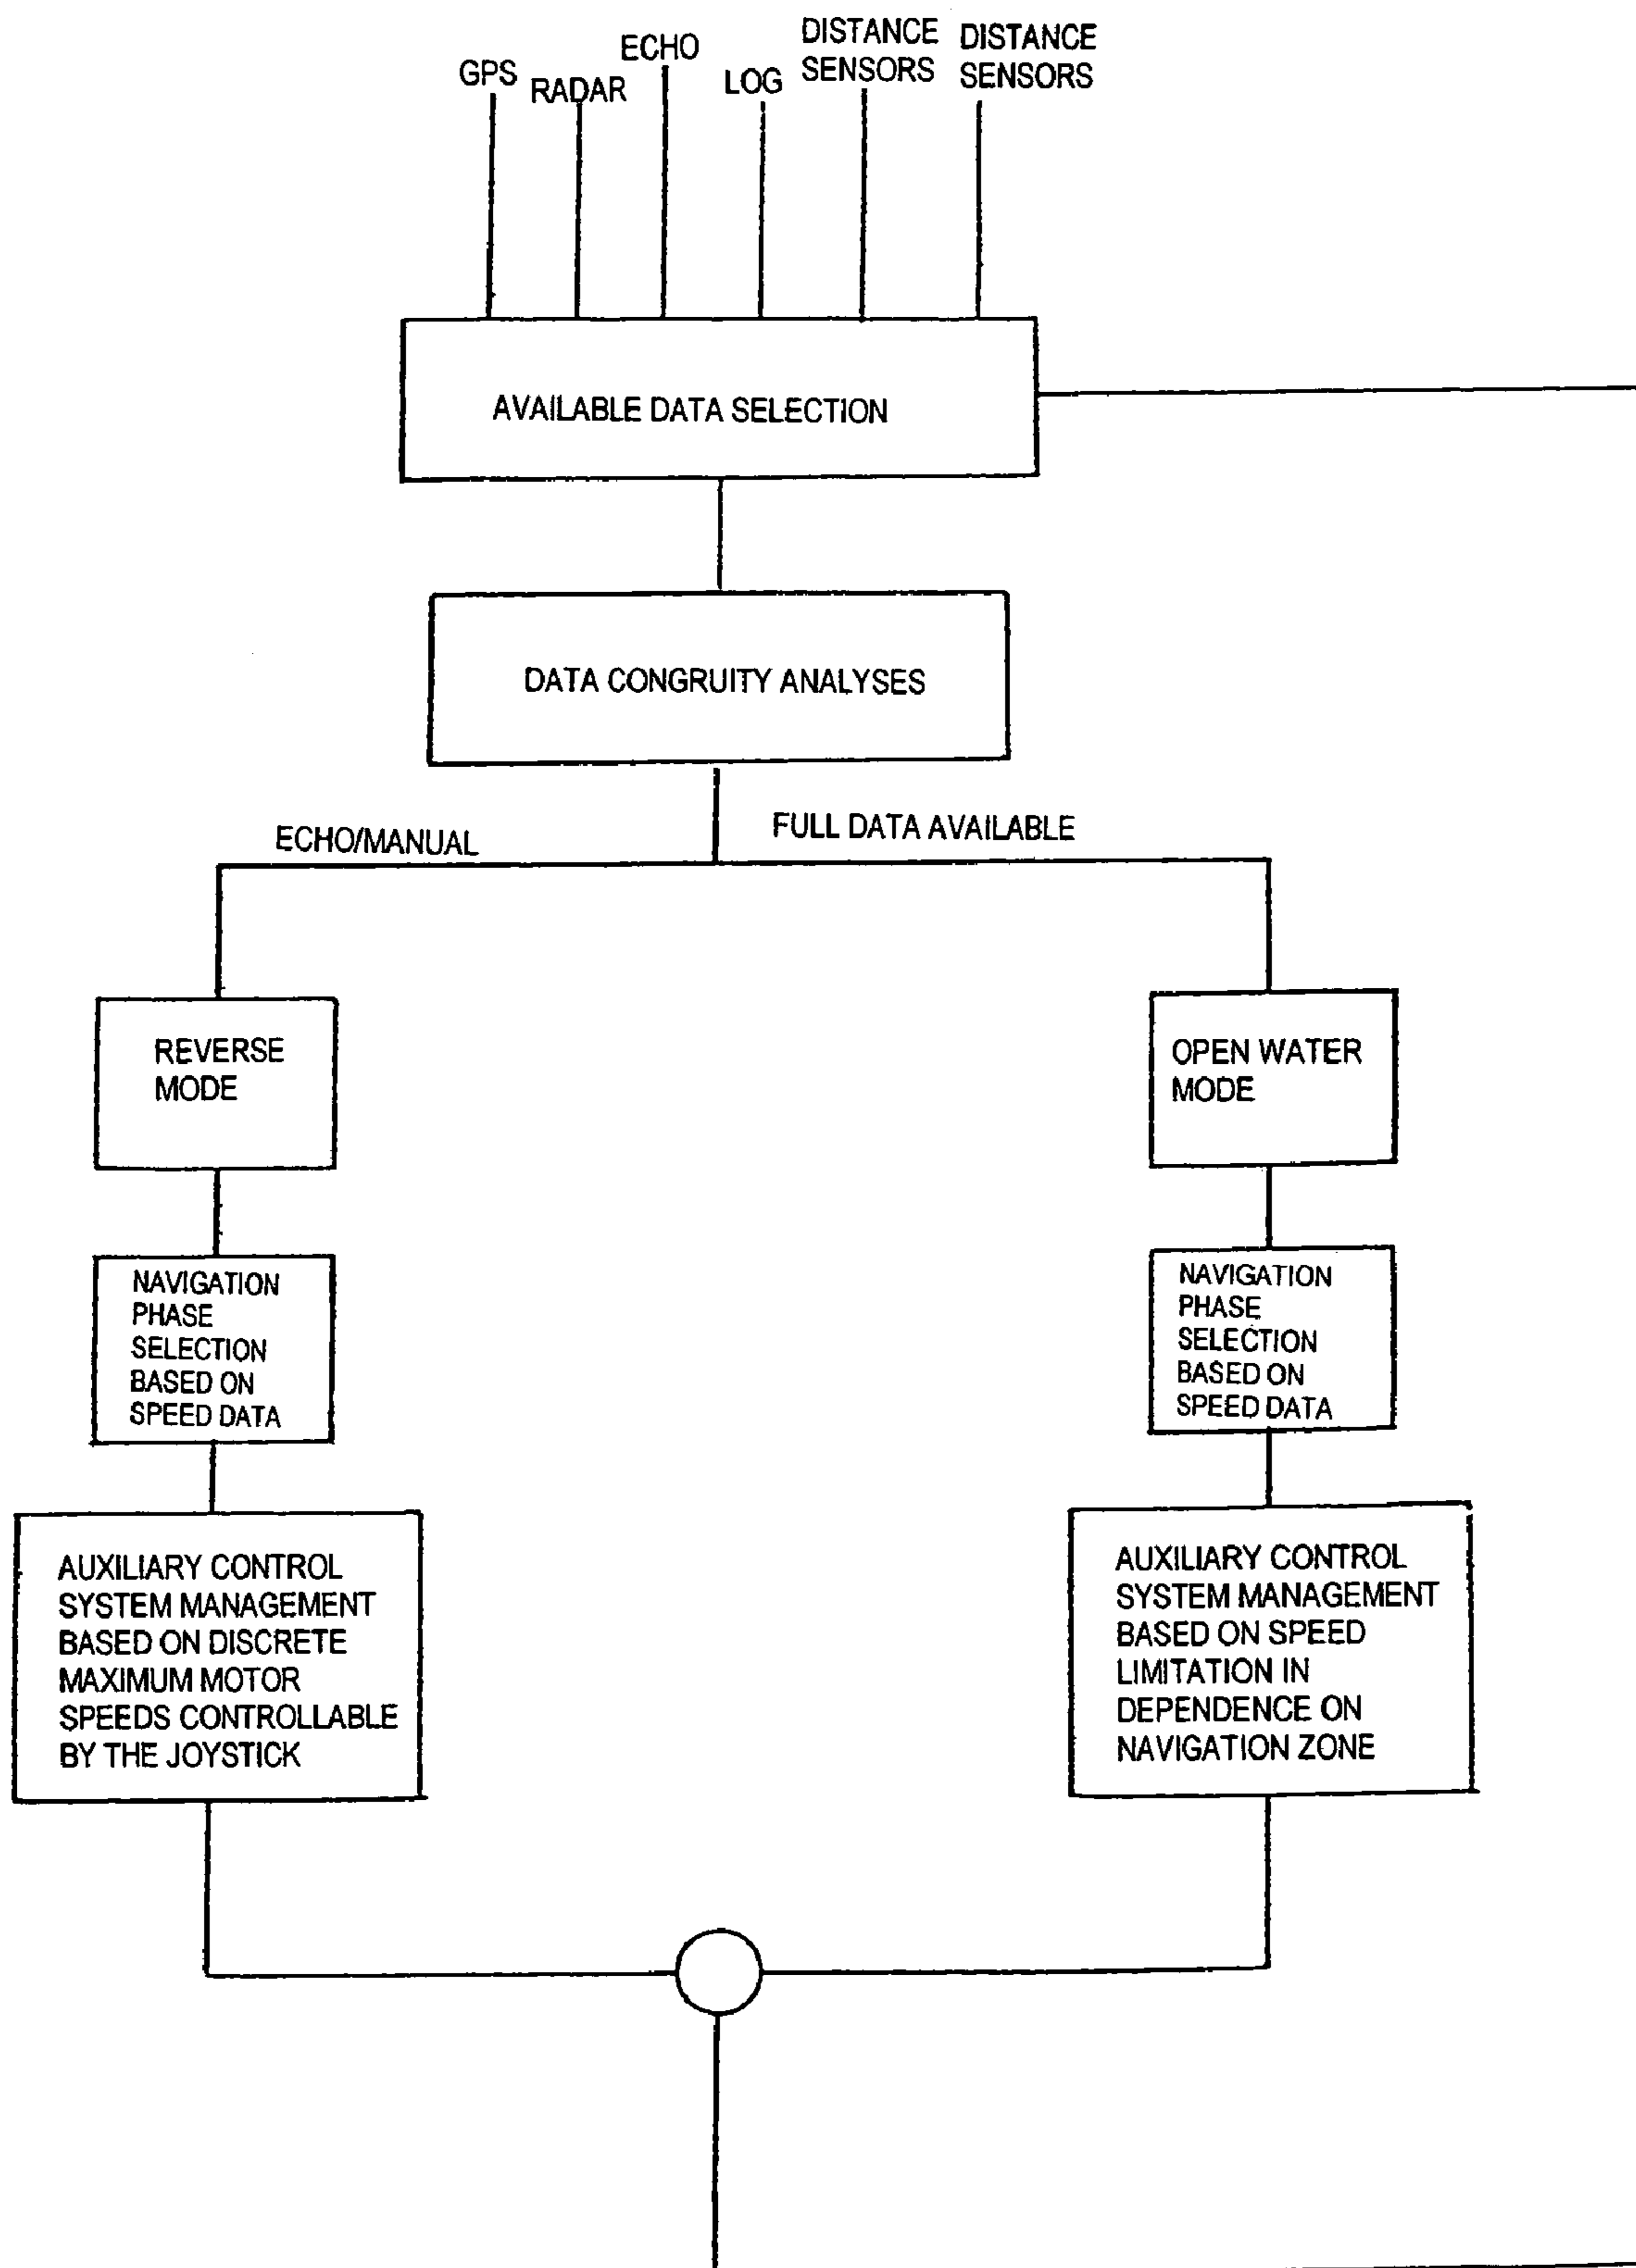 GPS
RADAR
ECHO
LOG
DISTANCE
SENSORS
DISTANCE
SENSORS
AVAILABLE DATA SELECTION
DATA CONGRUITY ANALYSES
ECHO/MANUAL
FULL DATA AVAILABLE
REVERSE
MODE
OPEN WATER
MODE
NAVIGATION
PHASE
SELECTION
BASED ON
SPEED DATA
NAVIGATION
PHASE
SELECTION
BASED ON
SPEED DATA
AUXILIARY CONTROL
SYSTEM MANAGEMENT
BASED ON DISCRETE
MAXIMUM MOTOR
SPEEDS CONTROLLABLE
BY THE JOYSTICK
AUXILIARY CONTROL
SYSTEM MANAGEMENT
BASED ON SPEED
LIMITATION IN
DEPENDENCE ON
NAVIGATION ZONE